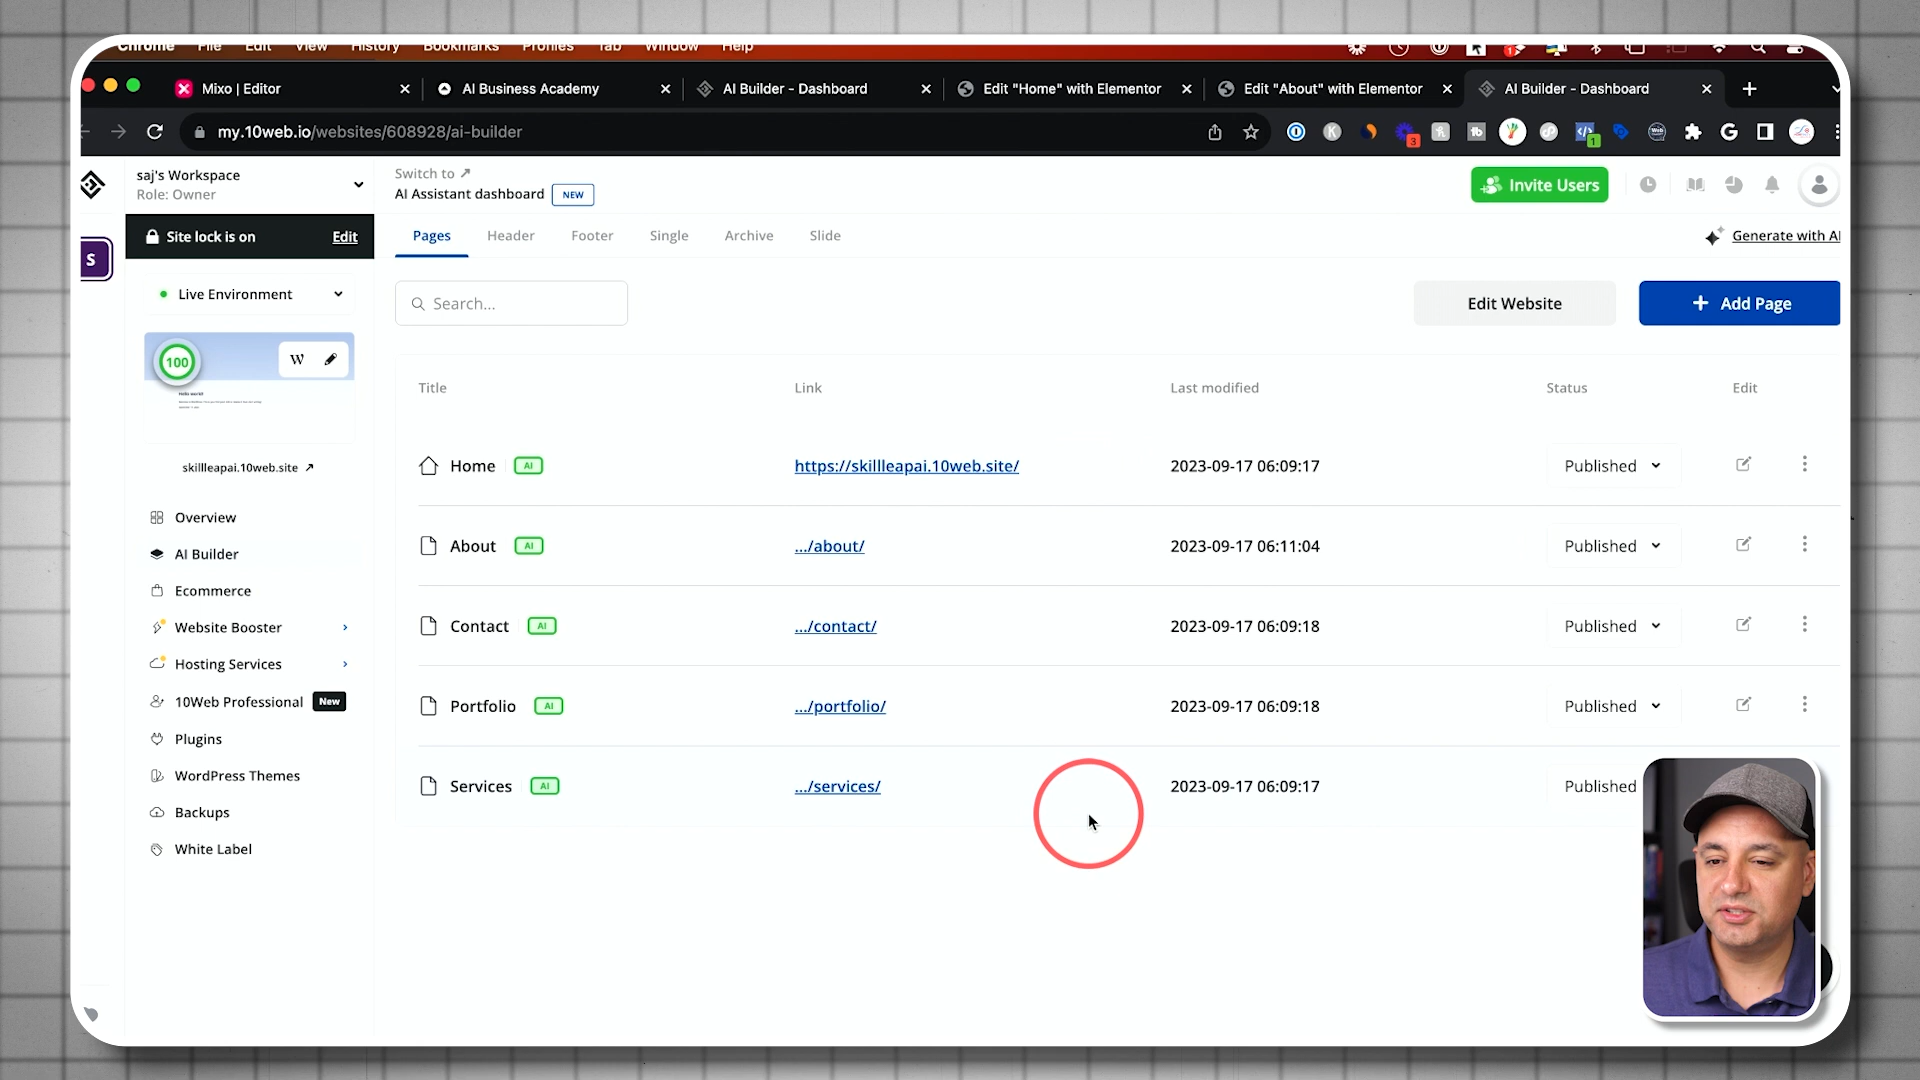 Chrome File Edit View History Bookmarks Profiles Tab Window Help
Mixo | Editor
AI Business Academy
AI Builder - Dashboard
Edit "Home" with Elementor
Edit "About" with Elementor
AI Builder - Dashboard
my.10web.io/websites/608928/ai-builder
saj's Workspace
Role: Owner
Switch to
AI Assistant dashboard NEW
Invite Users
S
Site lock is on Edit
Pages Header Footer Single Archive Slide
Generate with AI
Live Environment
Search...
Edit Website
+ Add Page
100
W
Hello world!
skillleapai.10web.site
Overview
AI Builder
Ecommerce
Website Booster
Hosting Services
10Web Professional New
Plugins
WordPress Themes
Backups
White Label
Title Link Last modified Status Edit
Home AI https://skillleapai.10web.site/ 2023-09-17 06:09:17 Published
About AI .../about/ 2023-09-17 06:11:04 Published
Contact AI .../contact/ 2023-09-17 06:09:18 Published
Portfolio AI .../portfolio/ 2023-09-17 06:09:18 Published
Services AI .../services/ 2023-09-17 06:09:17 Published